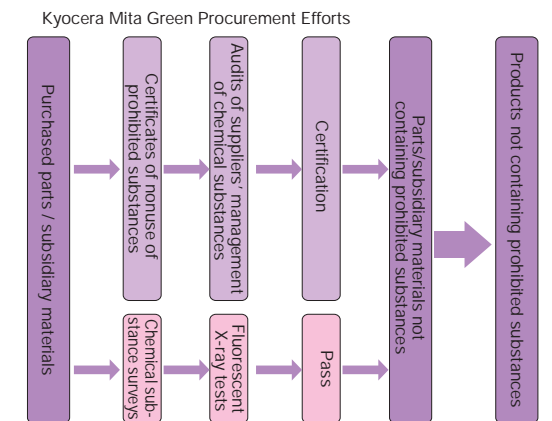 Kyocera Mita Green Procurement Efforts
Purchased parts / subsidiary materials
Certificates of nonuse of
prohibited substances
Audits of suppliers' management
of chemical substances
Certification
Chemical sub-
stance surveys
Fluorescent
X-ray tests
Pass
Parts/subsidiary materials not
containing prohibited substances
Products not containing prohibited substances